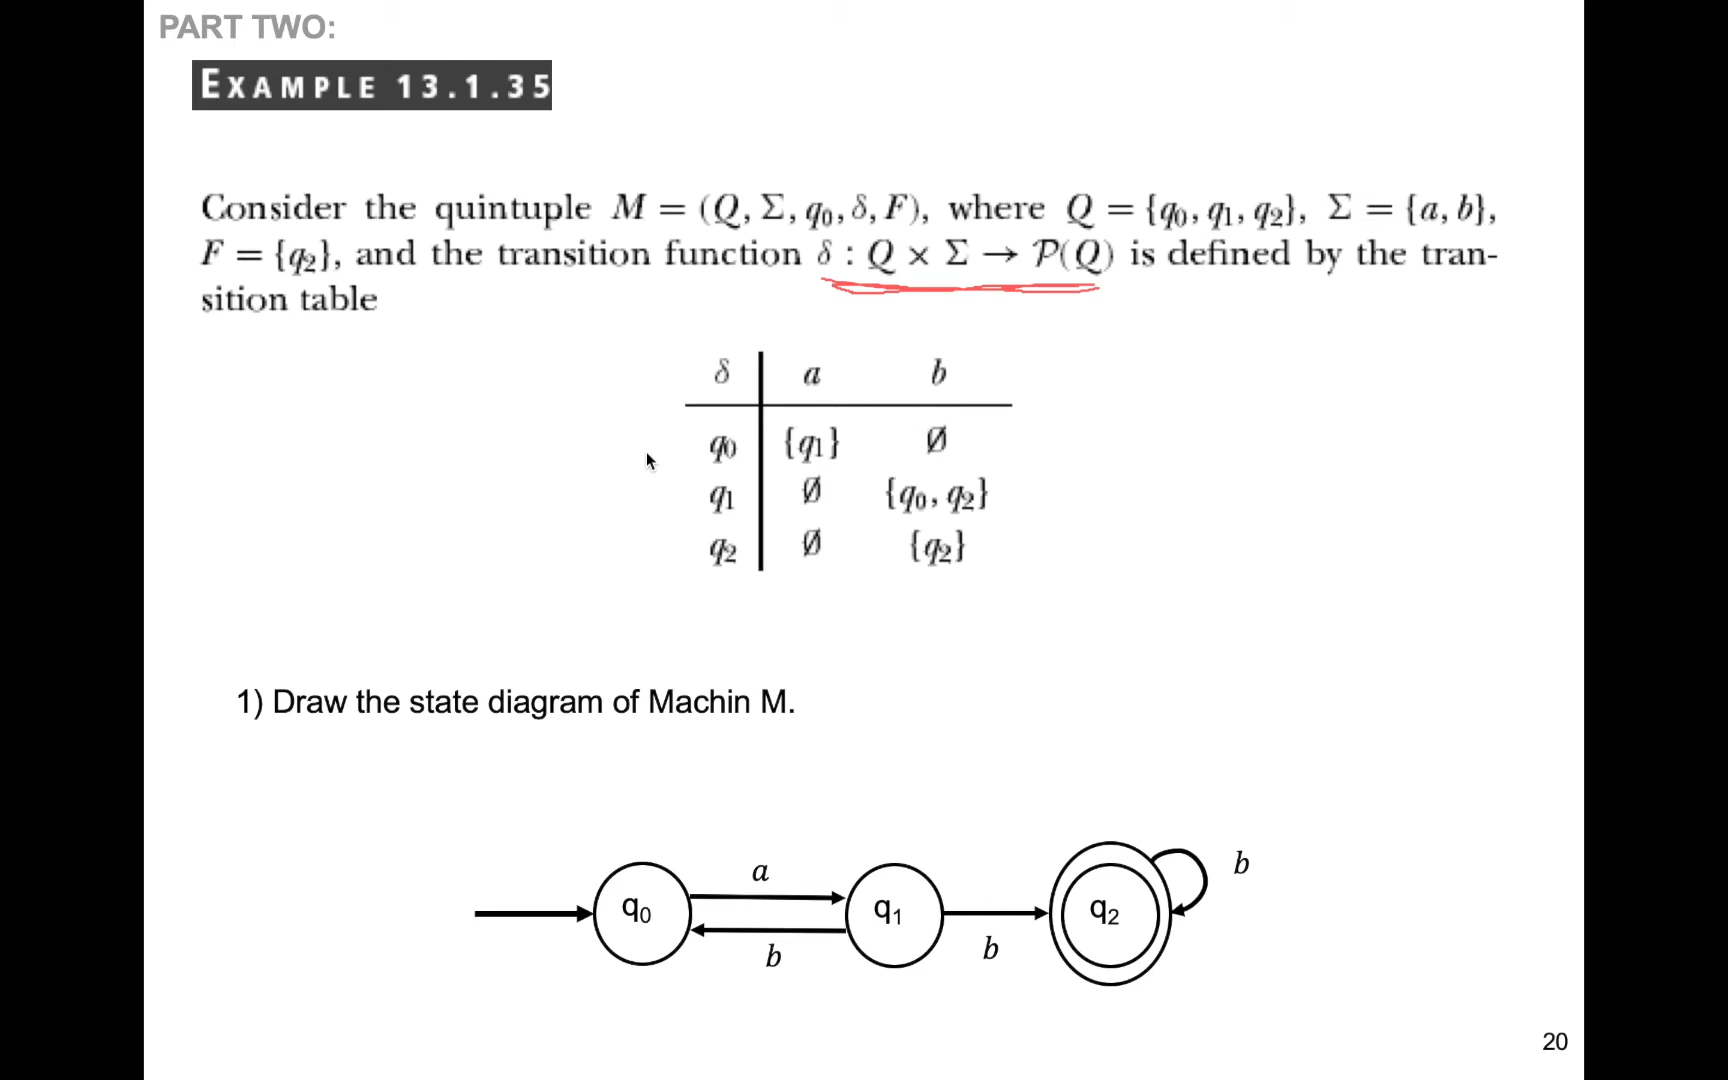 PART TWO:
EXAMPLE 13.1.35
Consider the quintuple M = (Q, Σ, q₀, δ, F), where Q = {q₀, q₁, q₂}, Σ = {a, b},
F = {q₂}, and the transition function δ : Q × Σ → P(Q) is defined by the tran-
sition table
δ a b
q₀ {q₁} ∅
q₁ ∅ {q₀, q₂}
q₂ ∅ {q₂}
1) Draw the state diagram of Machin M.
a b
q₀ q₁ q₂
b b
20